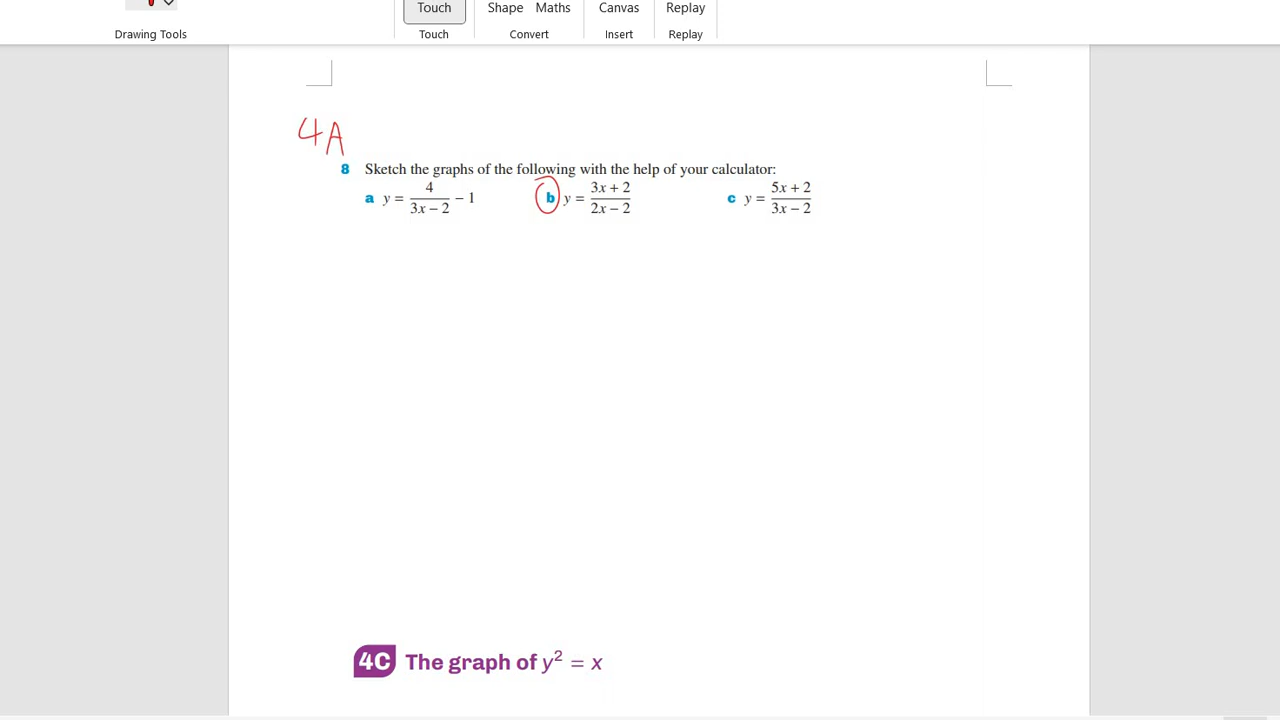 Touch Shape Maths Canvas Replay
Drawing Tools Touch Convert Insert Replay
4A
8 Sketch the graphs of the following with the help of your calculator:
a y = 4/(3x − 2) − 1 b y = (3x + 2)/(2x − 2) c y = (5x + 2)/(3x − 2)
4C The graph of y² = x